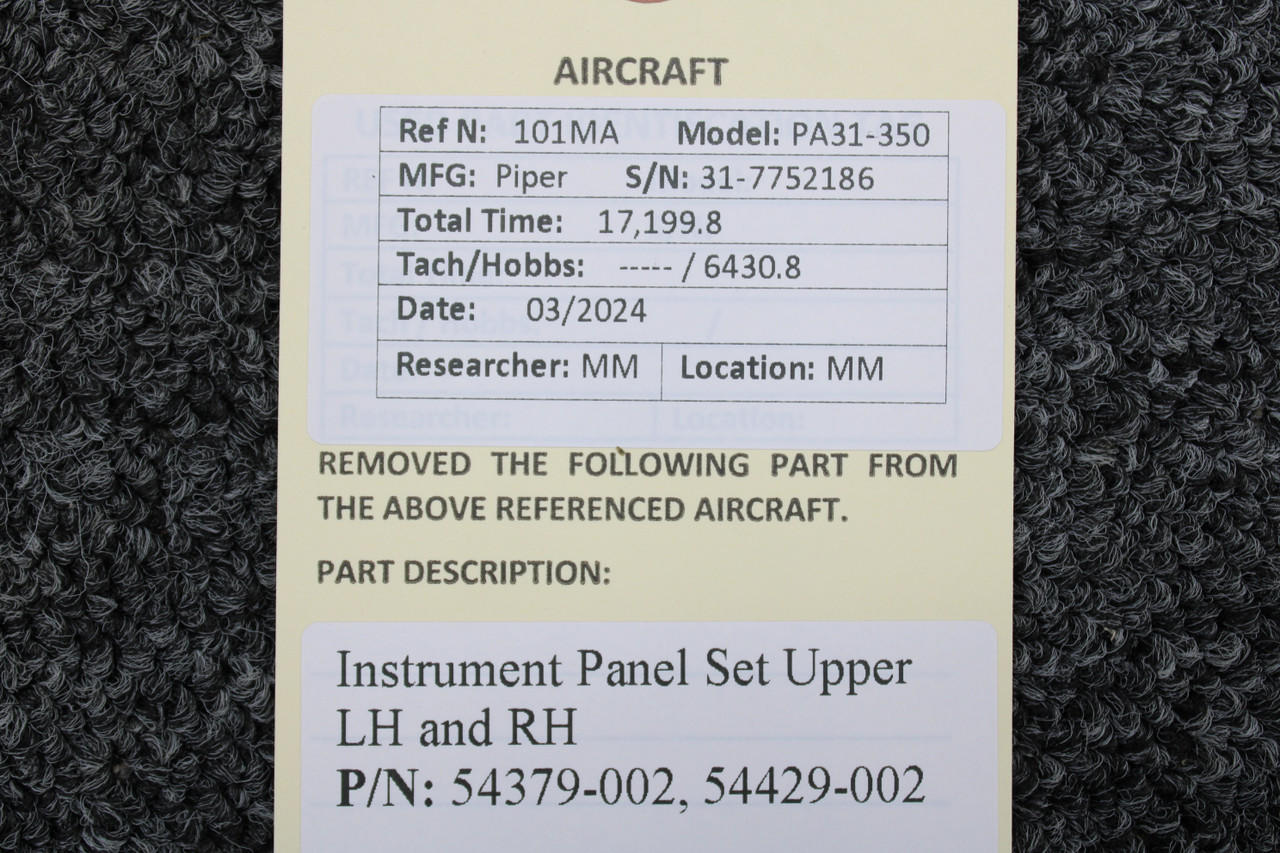 AIRCRAFT
Ref N: 101MA Model: PA31-350
MFG: Piper S/N: 31-7752186
Total Time: 17,199.8
Tach/Hobbs: ----- / 6430.8
Date: 03/2024
Researcher: MM Location: MM
Researcher: Location:
REMOVED THE FOLLOWING PART FROM
THE ABOVE REFERENCED AIRCRAFT.
PART DESCRIPTION:
Instrument Panel Set Upper
LH and RH
P/N: 54379-002, 54429-002